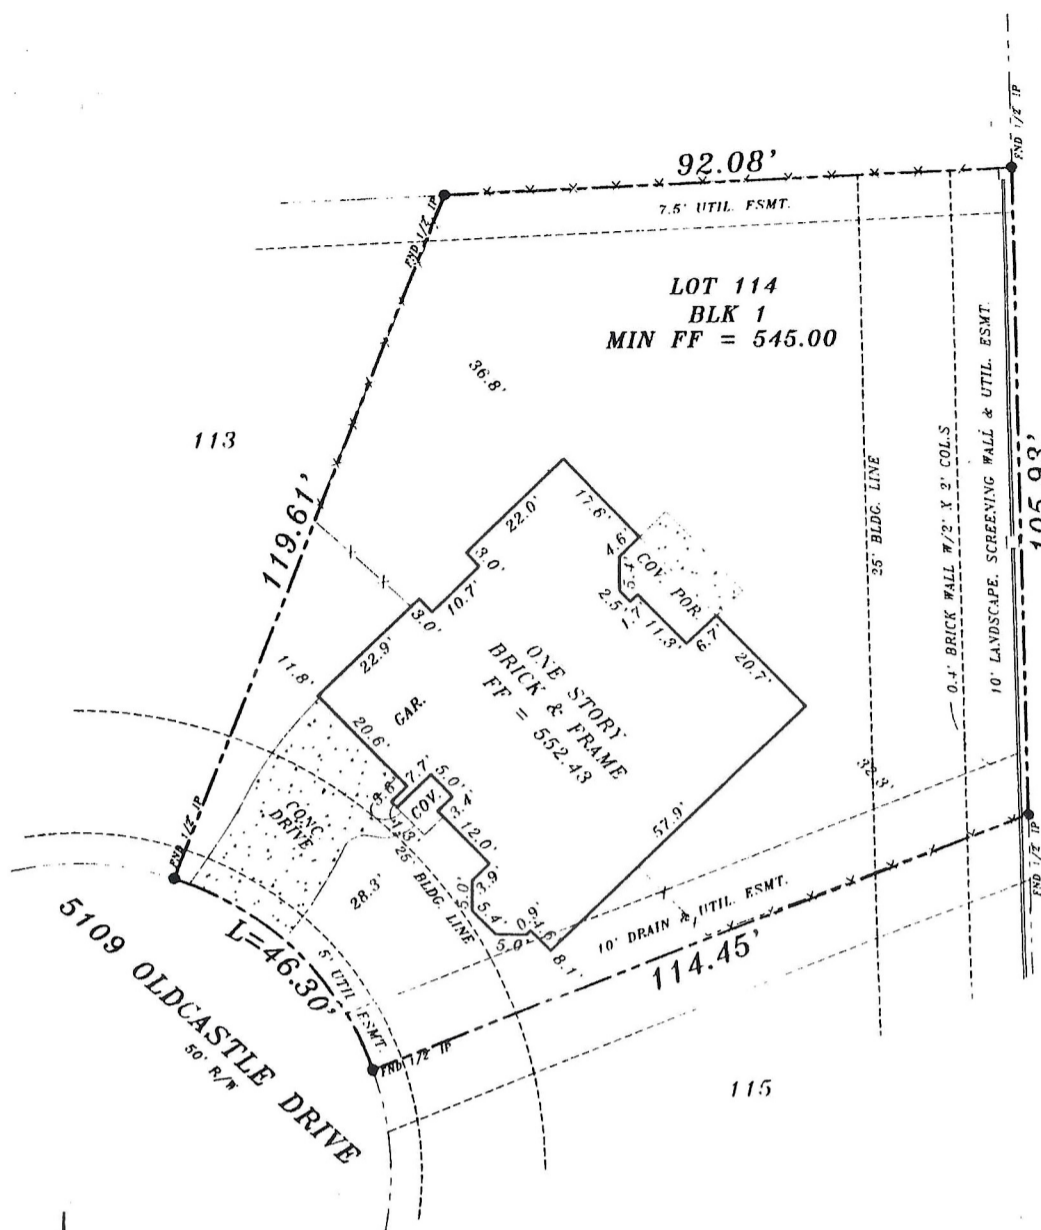 FND 1/2" IP
92.08'
7.5' UTIL. ESMT.
FND 1/2" IP
LOT 114
BLK 1
MIN FF = 545.00
36.8'
113
119.61'
105.93'
10' LANDSCAPE, SCREENING WALL & UTIL. ESMT.
0.4' BRICK WALL W/2' X 2' COL.S
25' BLDG. LINE
22.0'
17.6'
4.6'
3.0'
10.7'
3.0'
22.9'
11.8'
5.4'
2.5'
1.7'
COV. POR.
11.3'
6.7'
20.7'
ONE STORY
BRICK & FRAME
FF = 552.43
GAR.
20.6'
7.7'
5.0'
COV.
12.0'
3.9'
5.0'
5.4'
5.0'
0.9'
4.6'
8.1'
57.9'
CONC.
DRIVE
25' BLDG. LINE
28.3'
FND 1/2" IP
L=46.30'
5' UTIL ESMT.
10' DRAIN & UTIL. ESMT.
114.45'
FND 1/2" IP
FND 1/2" IP
5109 OLDCASTLE DRIVE
50' R/W
115